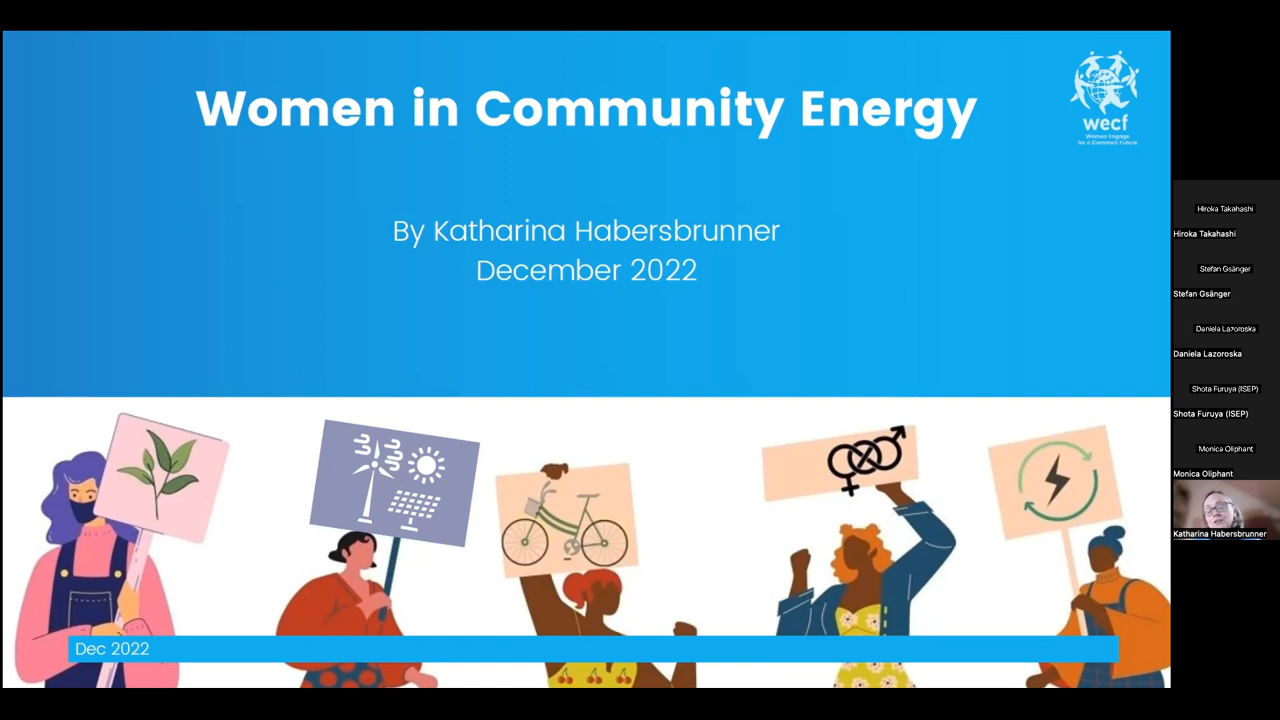 Women in Community Energy
wecf
Women Engage
for a Common Future
By Katharina Habersbrunner
December 2022
Dec 2022
Hiroka Takahashi
Hiroka Takahashi
Stefan Gsänger
Stefan Gsänger
Daniela Lazoroska
Daniela Lazoroska
Shota Furuya (ISEP)
Shota Furuya (ISEP)
Monica Oliphant
Monica Oliphant
Katharina Habersbrunner